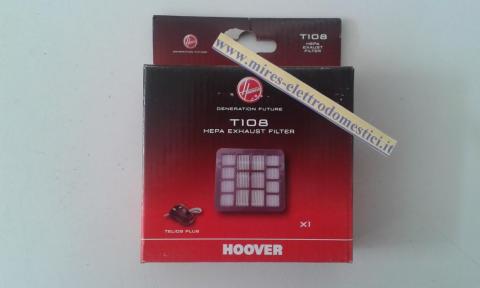 GENERATION FUTURE
T108
HEPA
EXHAUST
FILTER
www.mires-elettrodomestici.it
Hoover
GENERATION FUTURE
T108
HEPA EXHAUST FILTER
TELIOS PLUS
X1
HOOVER